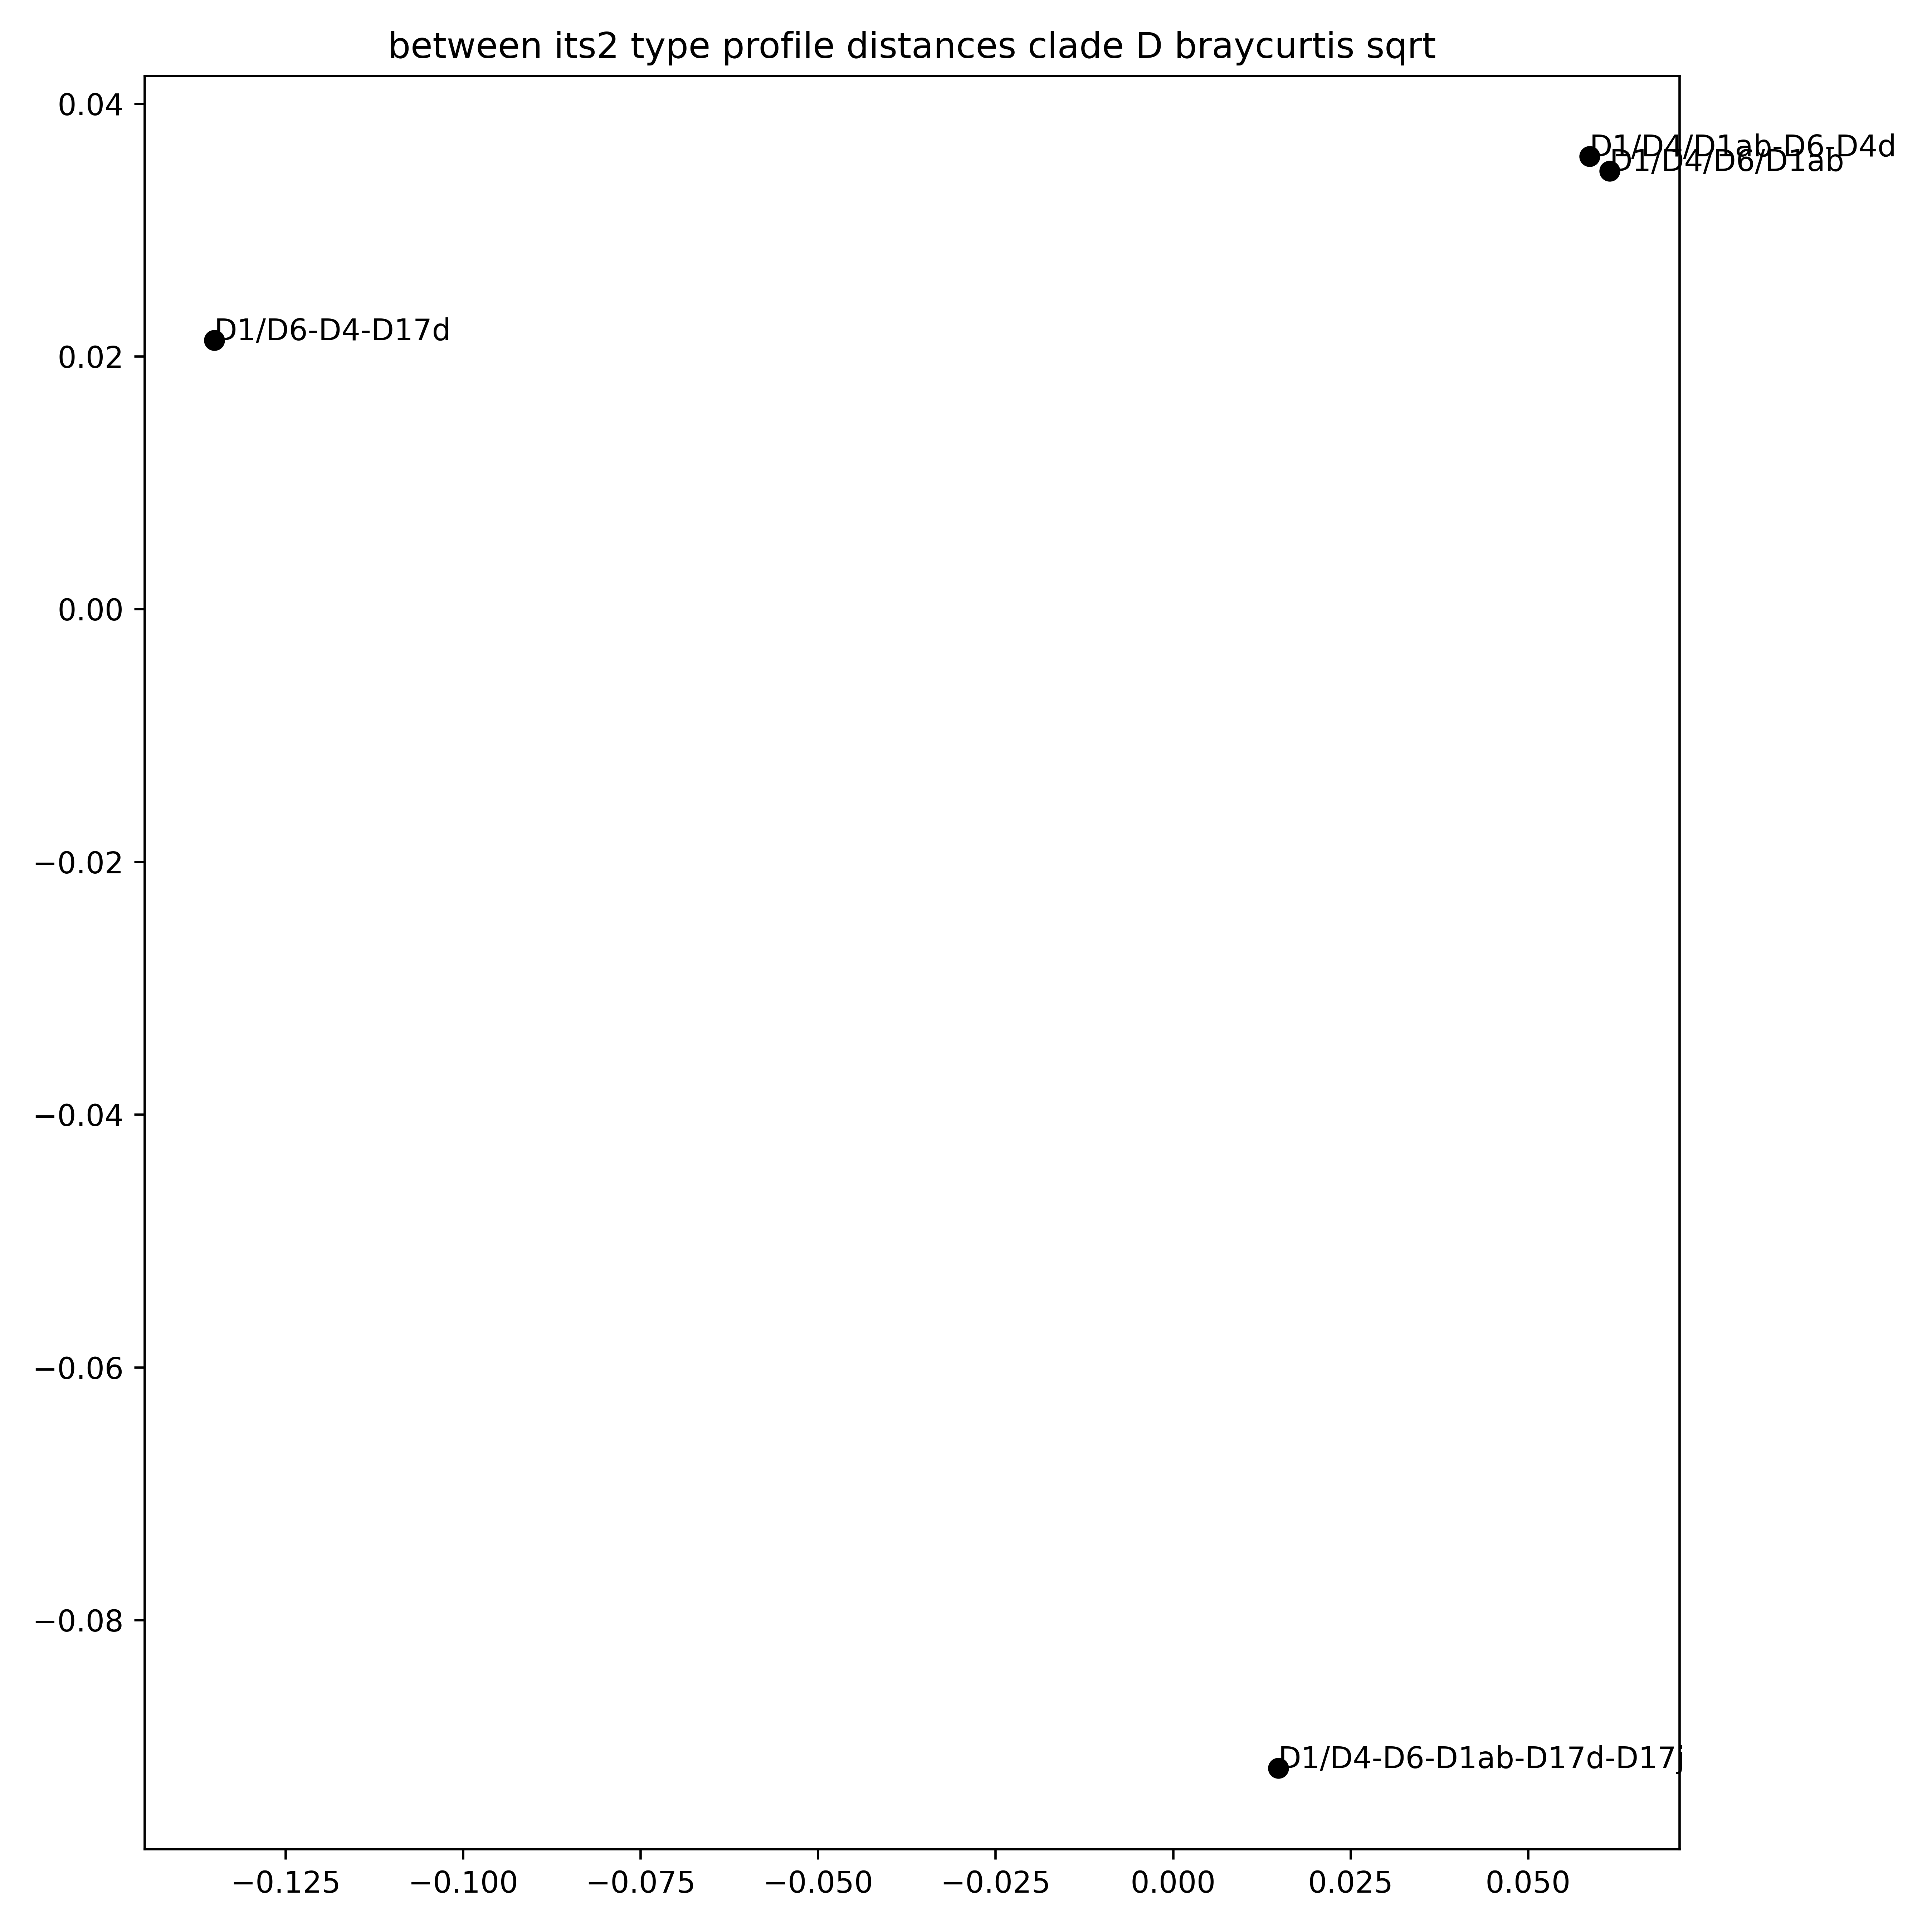 between its2 type profile distances clade D braycurtis sqrt
0.04
D1/D4/D1ab-D6-D4d
D1/D4/D6/D1ab
D1/D6-D4-D17d
0.02
0.00
−0.02
−0.04
−0.06
−0.08
D1/D4-D6-D1ab-D17d-D17j
−0.125 −0.100 −0.075 −0.050 −0.025 0.000 0.025 0.050